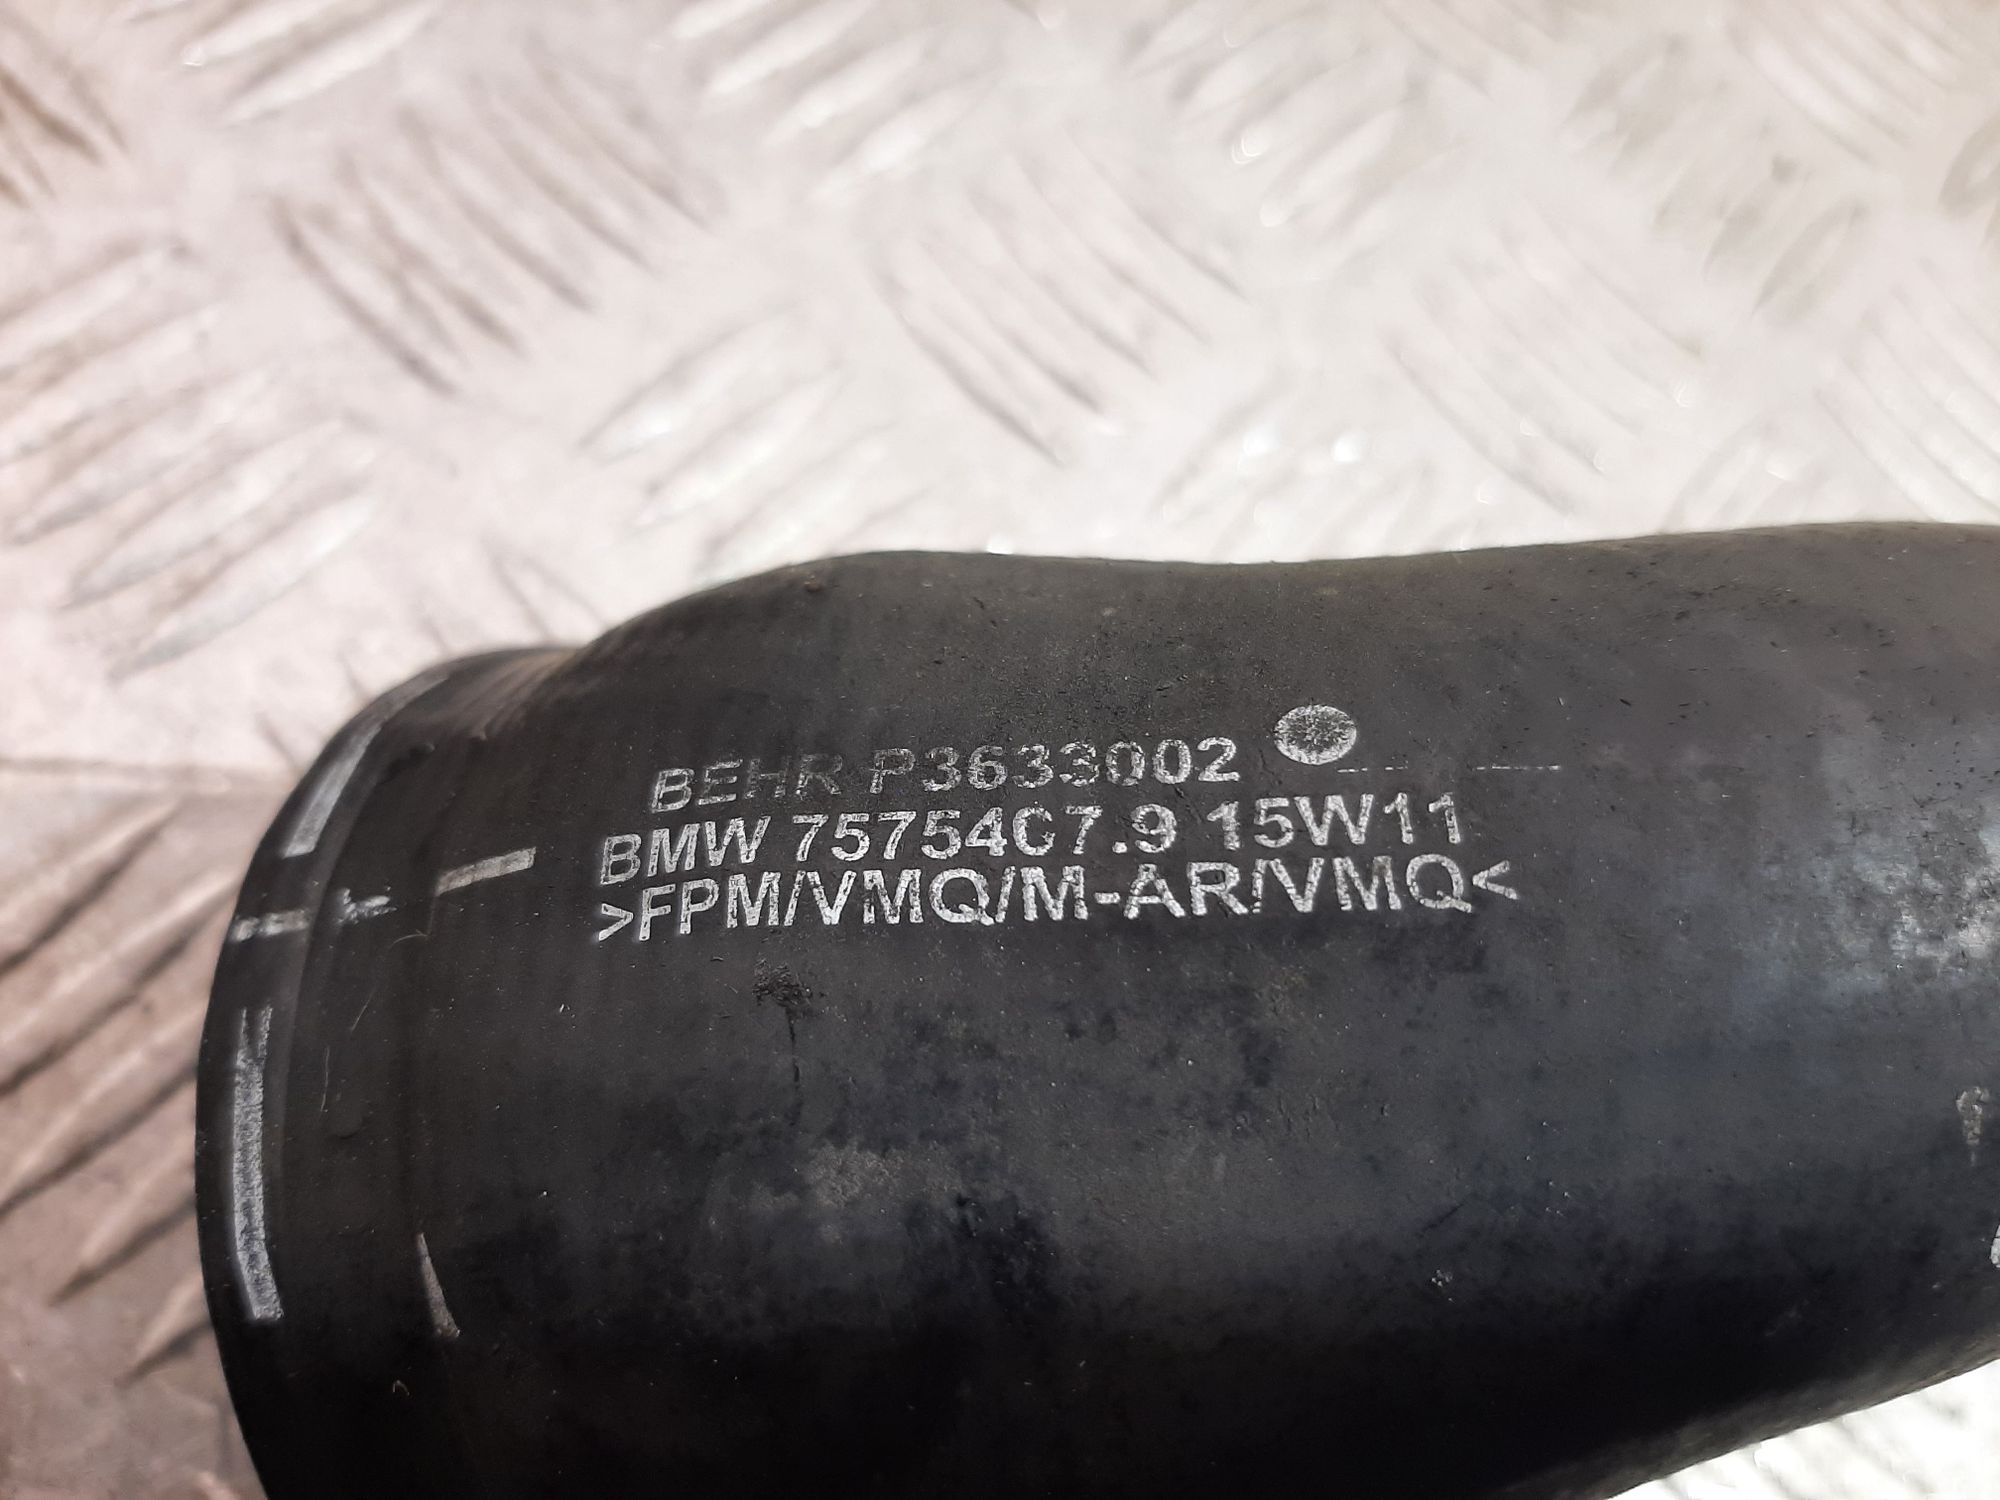 BEHR P3633002
BMW 7575407.9 15W11
>FPM/VMQ/M-AR/VMQ<